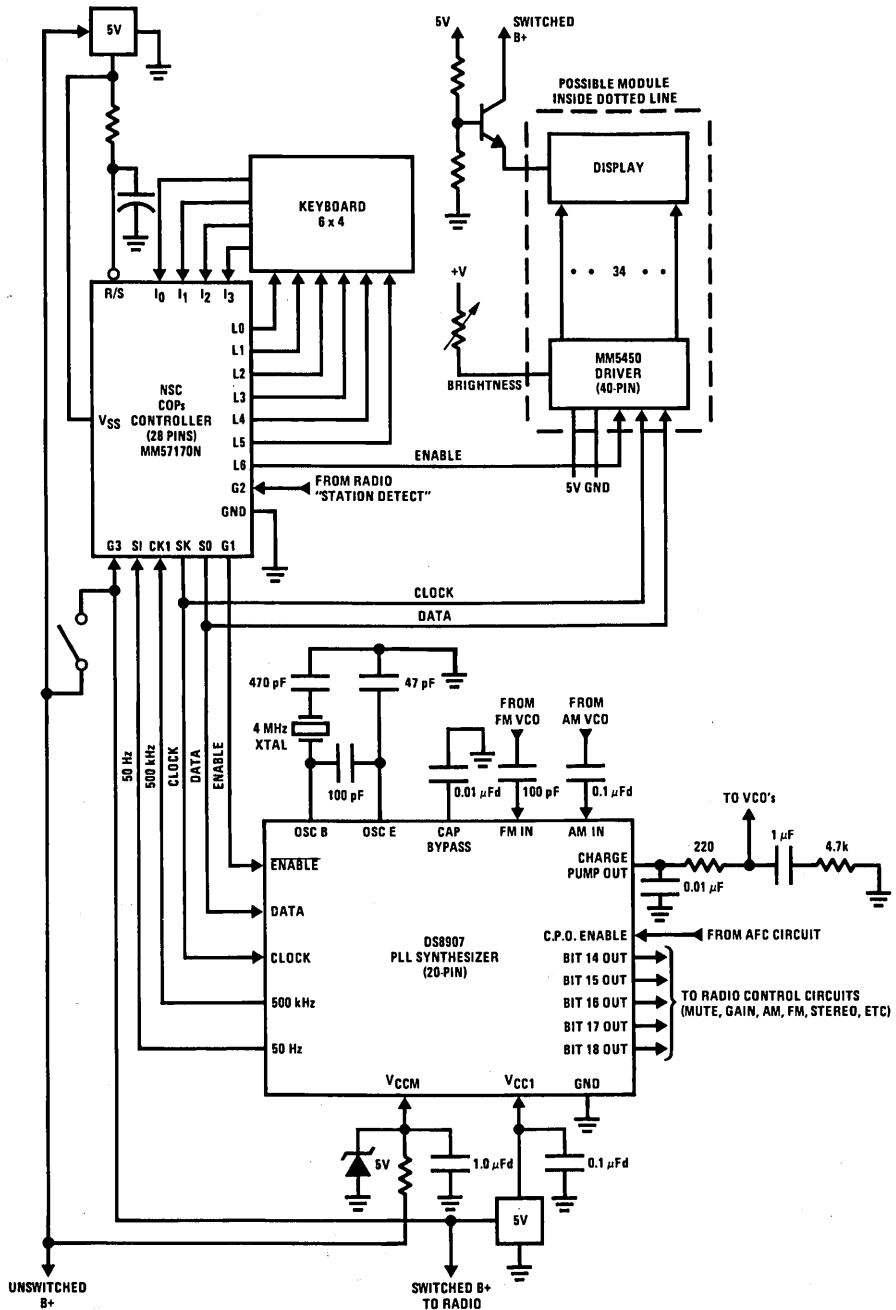 5V
5V
SWITCHED
B+
POSSIBLE MODULE
INSIDE DOTTED LINE
DISPLAY
KEYBOARD
6 x 4
34
+V
BRIGHTNESS
MM5450
DRIVER
(40-PIN)
5V GND
R/S I0 I1 I2 I3
L0
L1
L2
L3
L4
L5
L6
G2
GND
VSS
NSC
COPs
CONTROLLER
(28 PINS)
MM57170N
ENABLE
FROM RADIO
"STATION DETECT"
G3 SI CK1 SK S0 G1
CLOCK
DATA
50 Hz
500 kHz
CLOCK
DATA
ENABLE
470 pF
47 pF
4 MHz
XTAL
100 pF
0.01 µFd
FROM
FM VCO
100 pF
FROM
AM VCO
0.1 µFd
OSC B
OSC E
CAP
BYPASS
FM IN
AM IN
TO VCO's
220
1 µF
4.7k
0.01 µF
CHARGE
PUMP OUT
ENABLE
DATA
CLOCK
500 kHz
50 Hz
DS8907
PLL SYNTHESIZER
(20-PIN)
C.P.O. ENABLE
FROM AFC CIRCUIT
BIT 14 OUT
BIT 15 OUT
BIT 16 OUT
BIT 17 OUT
BIT 18 OUT
TO RADIO CONTROL CIRCUITS
(MUTE, GAIN, AM, FM, STEREO, ETC)
VCCM
VCC1
GND
5V
1.0 µFd
0.1 µFd
5V
UNSWITCHED
B+
SWITCHED B+
TO RADIO